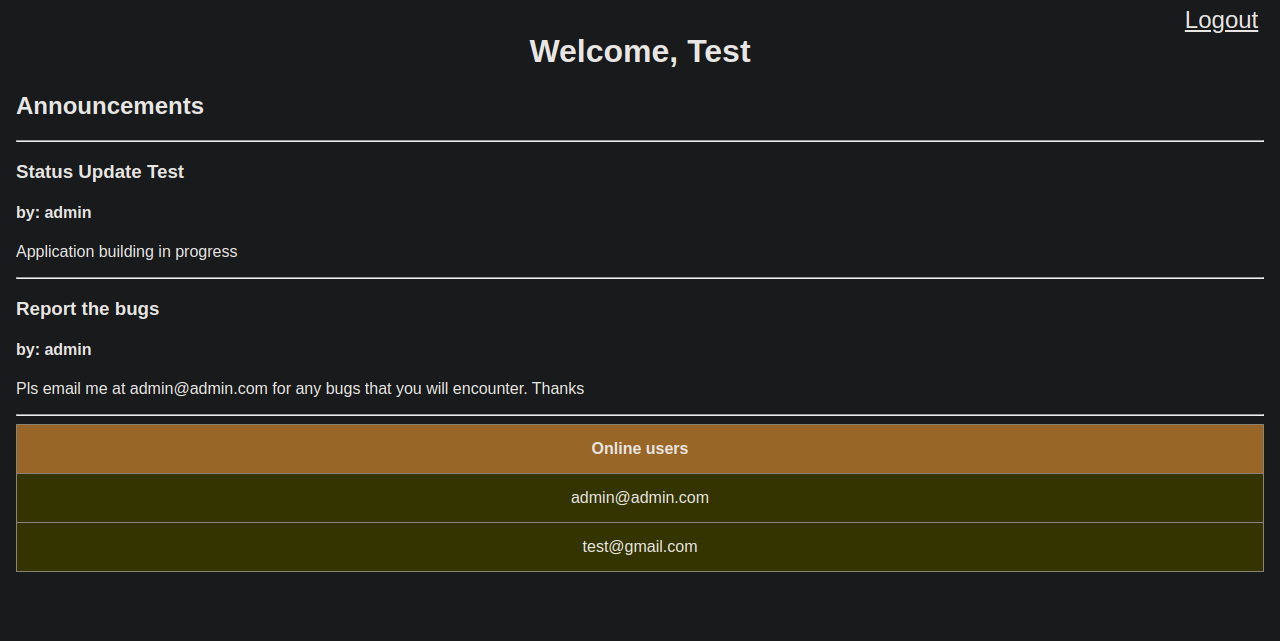 Logout
Welcome, Test
Announcements
Status Update Test
by: admin
Application building in progress
Report the bugs
by: admin
Pls email me at admin@admin.com for any bugs that you will encounter. Thanks
Online users
admin@admin.com
test@gmail.com